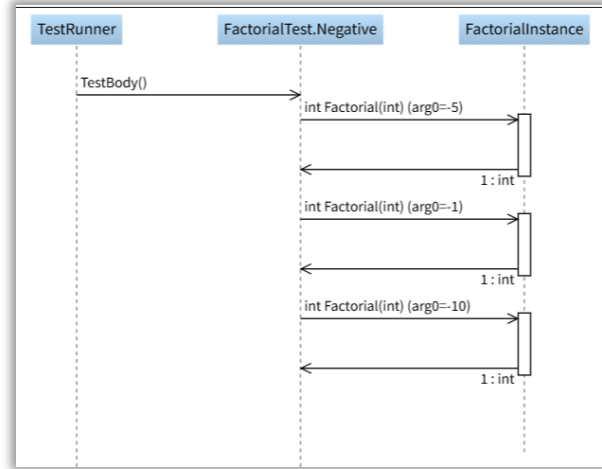 TestRunner
FactorialTest.Negative
FactorialInstance
TestBody()
int Factorial(int) (arg0=-5)
1 : int
int Factorial(int) (arg0=-1)
1 : int
int Factorial(int) (arg0=-10)
1 : int